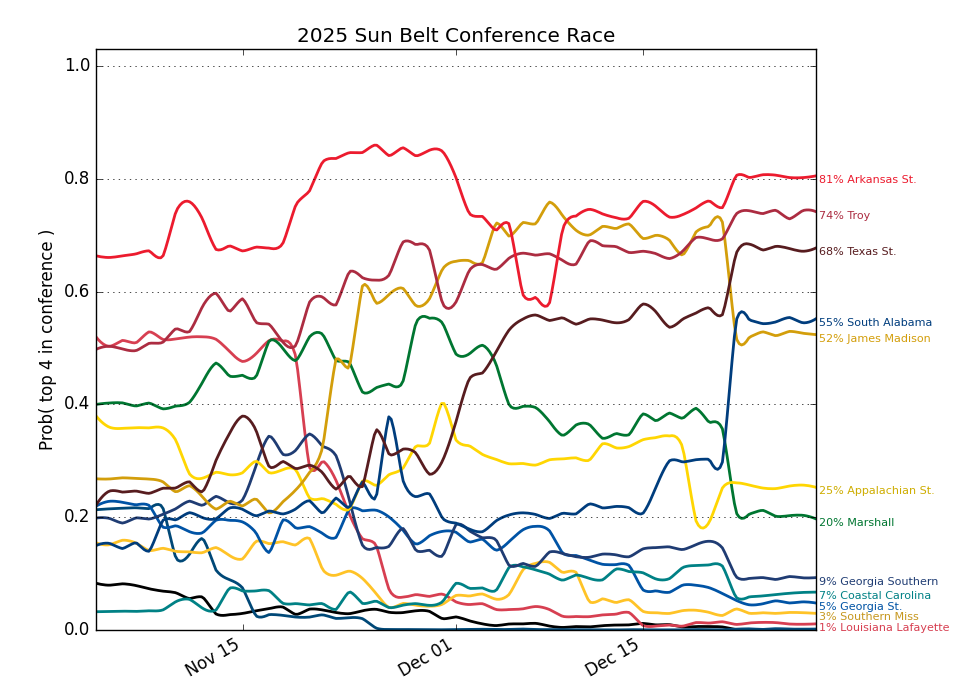 2025 Sun Belt Conference Race
Prob( top 4 in conference )
1.0
0.8
0.6
0.4
0.2
0.0
Nov 15
Dec 01
Dec 15
81% Arkansas St.
74% Troy
68% Texas St.
55% South Alabama
52% James Madison
25% Appalachian St.
20% Marshall
9% Georgia Southern
7% Coastal Carolina
5% Georgia St.
3% Southern Miss
1% Louisiana Lafayette